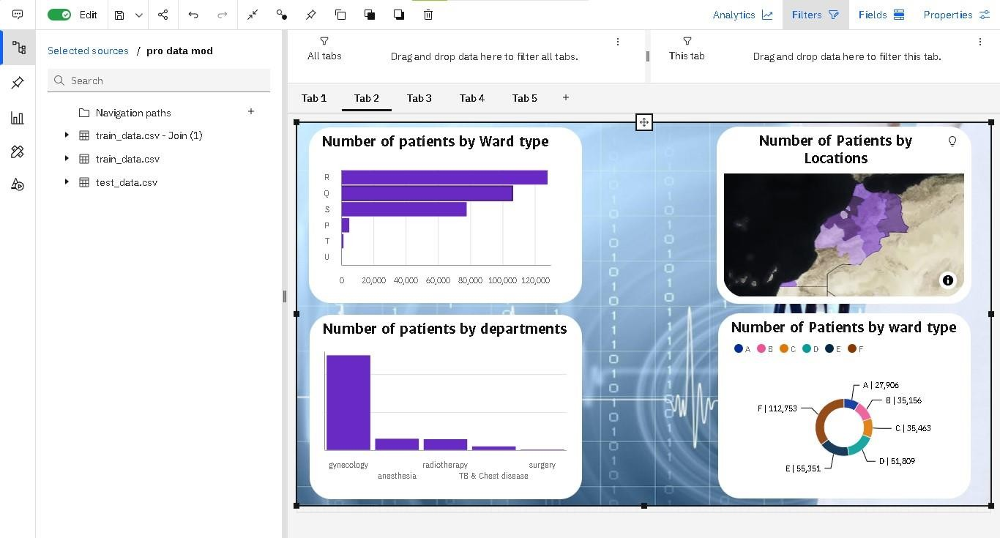 Edit
Analytics
Filters
Fields
Properties
Selected sources / pro data mod
Search
Navigation paths
train_data.csv - Join (1)
train_data.csv
test_data.csv
All tabs
Drag and drop data here to filter all tabs.
This tab
Drag and drop data here to filter this tab.
Tab 1 Tab 2 Tab 3 Tab 4 Tab 5 +
Number of patients by Ward type
R
Q
S
P
T
U
0 20,000 40,000 60,000 80,000 100,000 120,000
Number of Patients by
Locations
Number of patients by departments
gynecology radiotherapy surgery
anesthesia TB & Chest disease
Number of Patients by ward type
A B C D E F
A | 27,906
B | 35,156
F | 112,753
C | 35,463
D | 51,809
E | 55,351